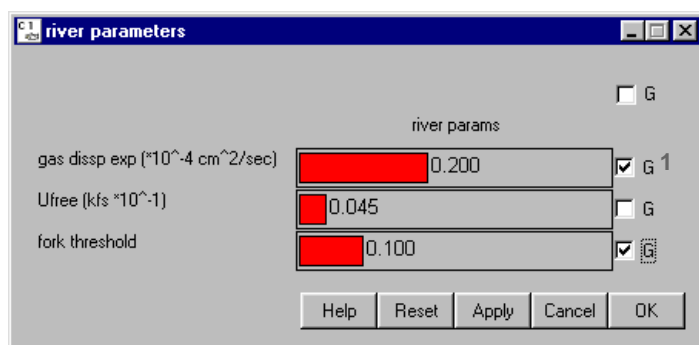 river parameters
G
river params
gas dissp exp (*10^-4 cm^2/sec) 0.200 G 1
Ufree (kfs *10^-1) 0.045 G
fork threshold 0.100 G
Help Reset Apply Cancel OK